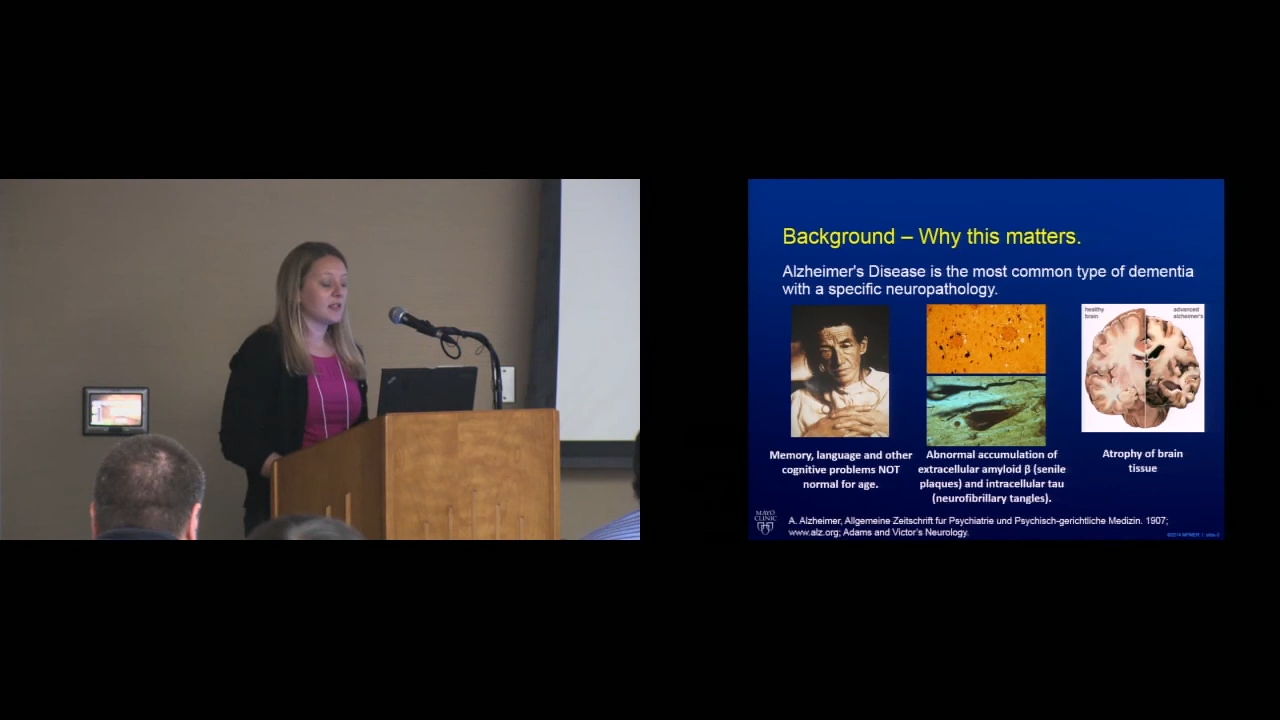 Background – Why this matters.
Alzheimer's Disease is the most common type of dementia
with a specific neuropathology.
healthy
brain
advanced
alzheimer's
Memory, language and other
cognitive problems NOT
normal for age.
Abnormal accumulation of
extracellular amyloid β (senile
plaques) and intracellular tau
(neurofibrillary tangles).
Atrophy of brain
tissue
MAYO
CLINIC
A. Alzheimer, Allgemeine Zeitschrift fur Psychiatrie und Psychisch-gerichtliche Medizin. 1907;
www.alz.org; Adams and Victor's Neurology.